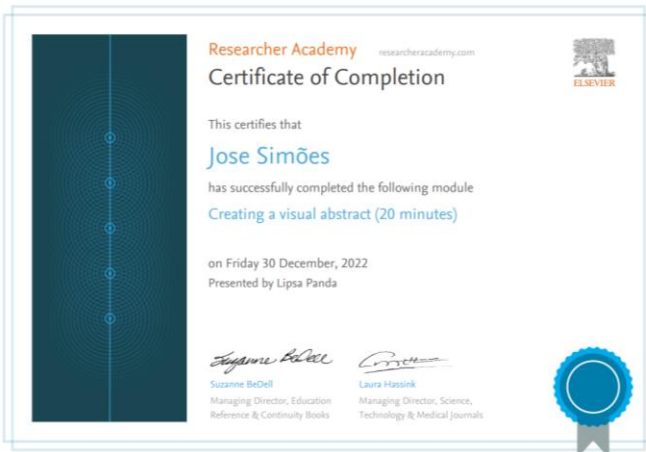 Researcher Academy researcheracademy.com
Certificate of Completion
ELSEVIER
This certifies that
Jose Simões
has successfully completed the following module
Creating a visual abstract (20 minutes)
on Friday 30 December, 2022
Presented by Lipsa Panda
Suzanne BeDell
Suzanne BeDell Laura Hassink
Managing Director, Education Managing Director, Science,
Reference & Continuity Books Technology & Medical Journals